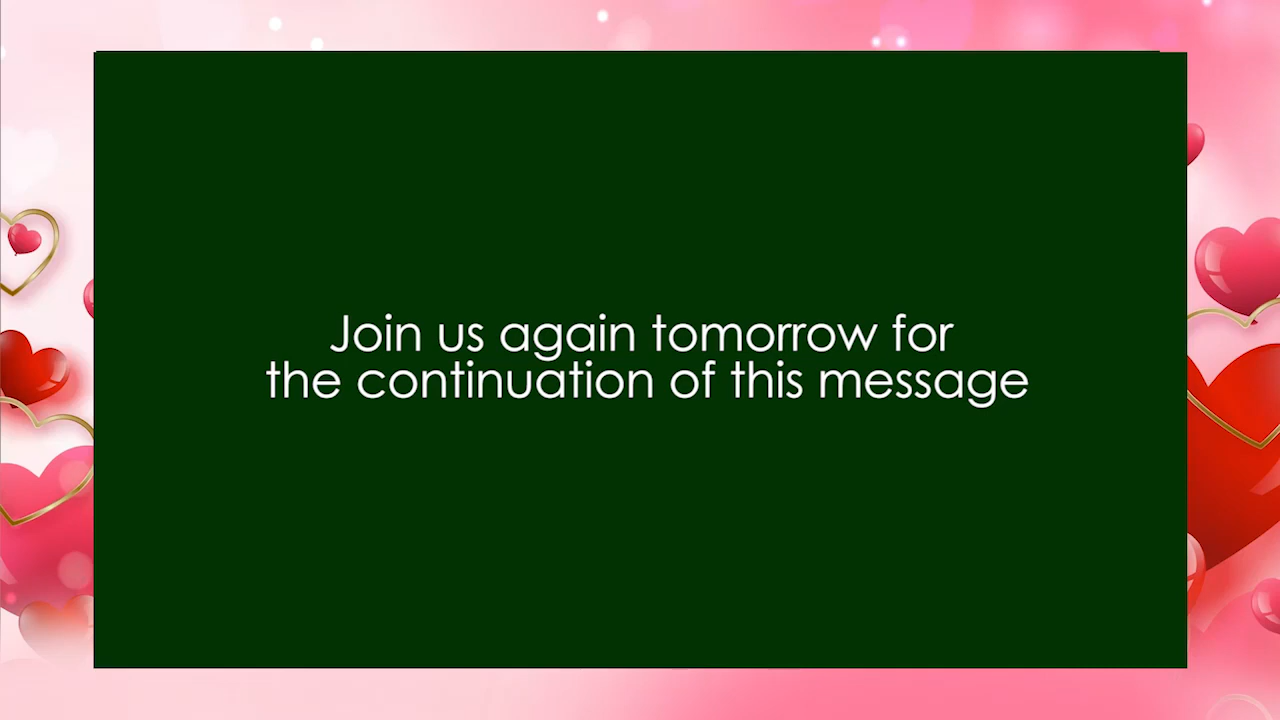 Join us again tomorrow for
the continuation of this message